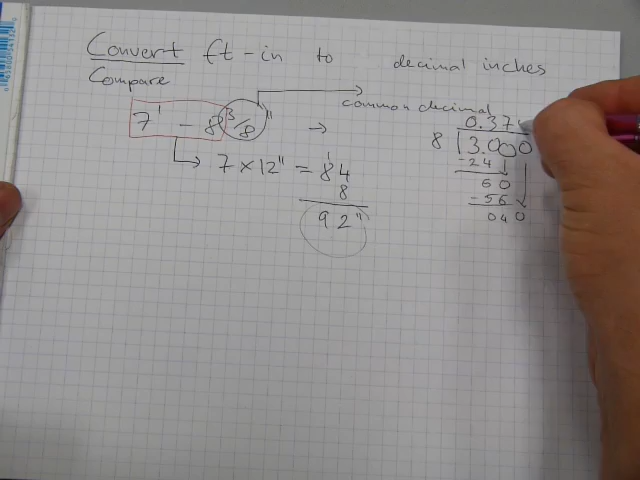 Convert ft-in to decimal inches
Compare
common decimal
7' - 8 3/8" →
7 × 12" = 84
8
92"
0.37
8 3.000
-24
60
-56
040